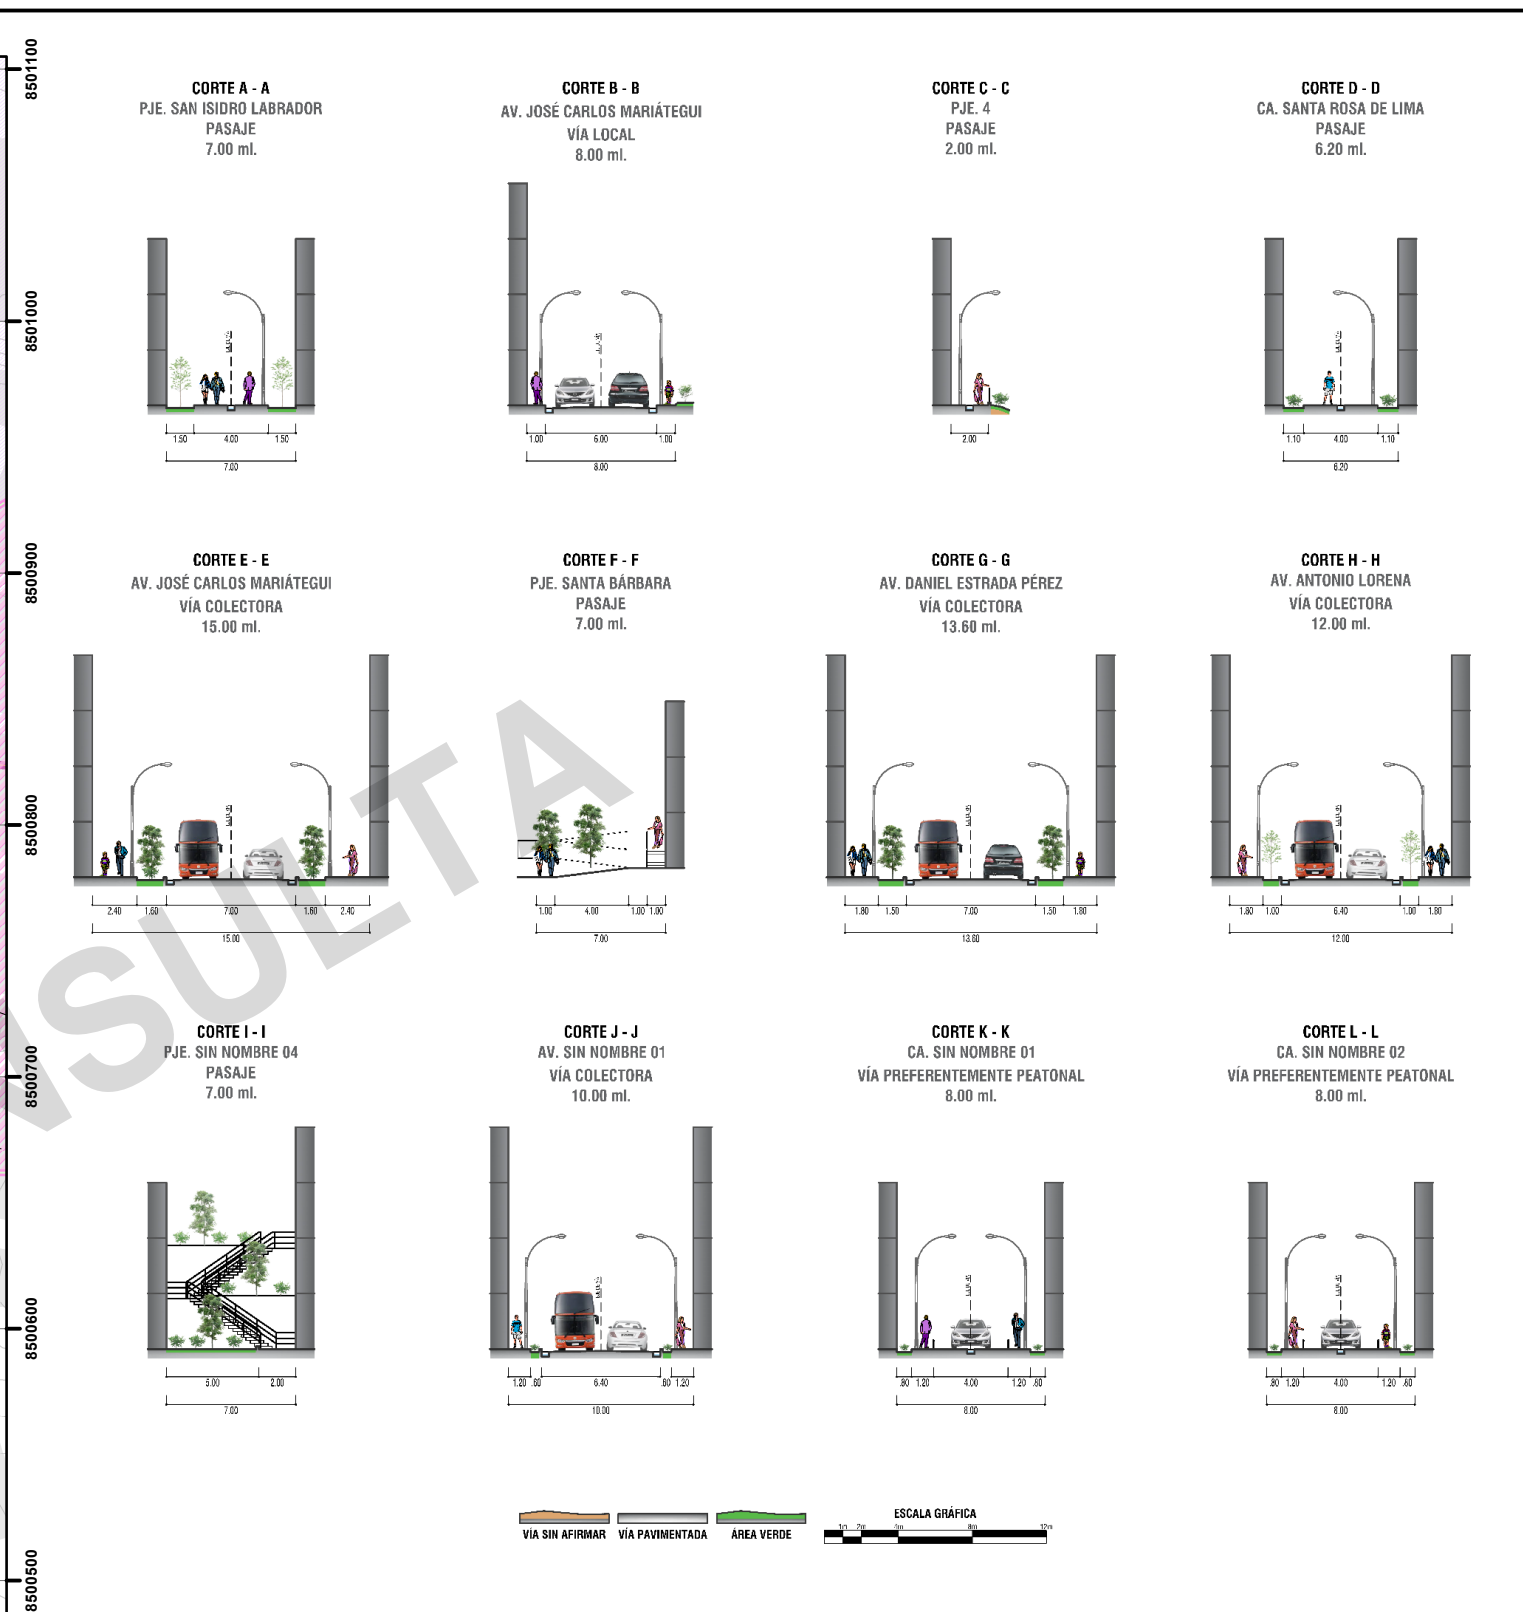 8501100
8501000
8500900
8500800
8500700
8500600
8500500
CORTE A - A
PJE. SAN ISIDRO LABRADOR
PASAJE
7.00 ml.
1.50 4.00 1.50
7.00
CORTE B - B
AV. JOSÉ CARLOS MARIÁTEGUI
VÍA LOCAL
8.00 ml.
1.00 6.00 1.00
8.00
CORTE C - C
PJE. 4
PASAJE
2.00 ml.
2.00
CORTE D - D
CA. SANTA ROSA DE LIMA
PASAJE
6.20 ml.
1.10 4.00 1.10
6.20
CORTE E - E
AV. JOSÉ CARLOS MARIÁTEGUI
VÍA COLECTORA
15.00 ml.
2.40 1.60 7.00 1.60 2.40
15.00
CORTE F - F
PJE. SANTA BÁRBARA
PASAJE
7.00 ml.
1.00 4.00 1.00 1.00
7.00
CORTE G - G
AV. DANIEL ESTRADA PÉREZ
VÍA COLECTORA
13.60 ml.
1.80 1.50 7.00 1.50 1.80
13.60
CORTE H - H
AV. ANTONIO LORENA
VÍA COLECTORA
12.00 ml.
1.80 1.00 6.40 1.00 1.80
12.00
CORTE I - I
PJE. SIN NOMBRE 04
PASAJE
7.00 ml.
5.00 2.00
7.00
CORTE J - J
AV. SIN NOMBRE 01
VÍA COLECTORA
10.00 ml.
1.20 .60 6.40 .60 1.20
10.00
CORTE K - K
CA. SIN NOMBRE 01
VÍA PREFERENTEMENTE PEATONAL
8.00 ml.
.80 1.20 4.00 1.20 .80
8.00
CORTE L - L
CA. SIN NOMBRE 02
VÍA PREFERENTEMENTE PEATONAL
8.00 ml.
.80 1.20 4.00 1.20 .80
8.00
NSULTA
VÍA SIN AFIRMAR VÍA PAVIMENTADA ÁREA VERDE
ESCALA GRÁFICA
1m 2m 4m 8m 12m